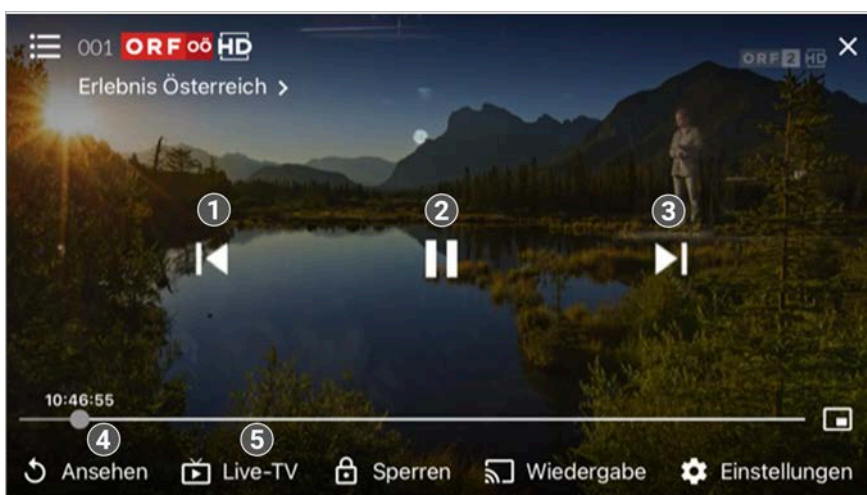 001 ORF oö HD
ORF 2 HD
Erlebnis Österreich >
1 2 3
10:46:55
4 5
Ansehen Live-TV Sperren Wiedergabe Einstellungen